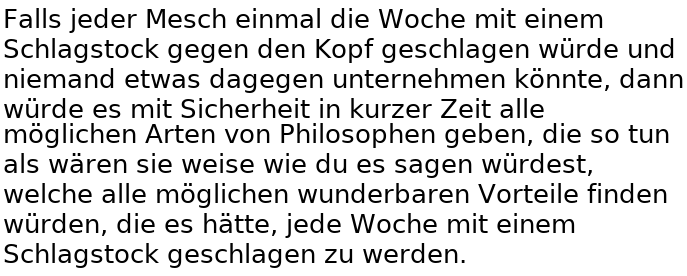 Falls jeder Mesch einmal die Woche mit einem
Schlagstock gegen den Kopf geschlagen würde und
niemand etwas dagegen unternehmen könnte, dann
würde es mit Sicherheit in kurzer Zeit alle
möglichen Arten von Philosophen geben, die so tun
als wären sie weise wie du es sagen würdest,
welche alle möglichen wunderbaren Vorteile finden
würden, die es hätte, jede Woche mit einem
Schlagstock geschlagen zu werden.